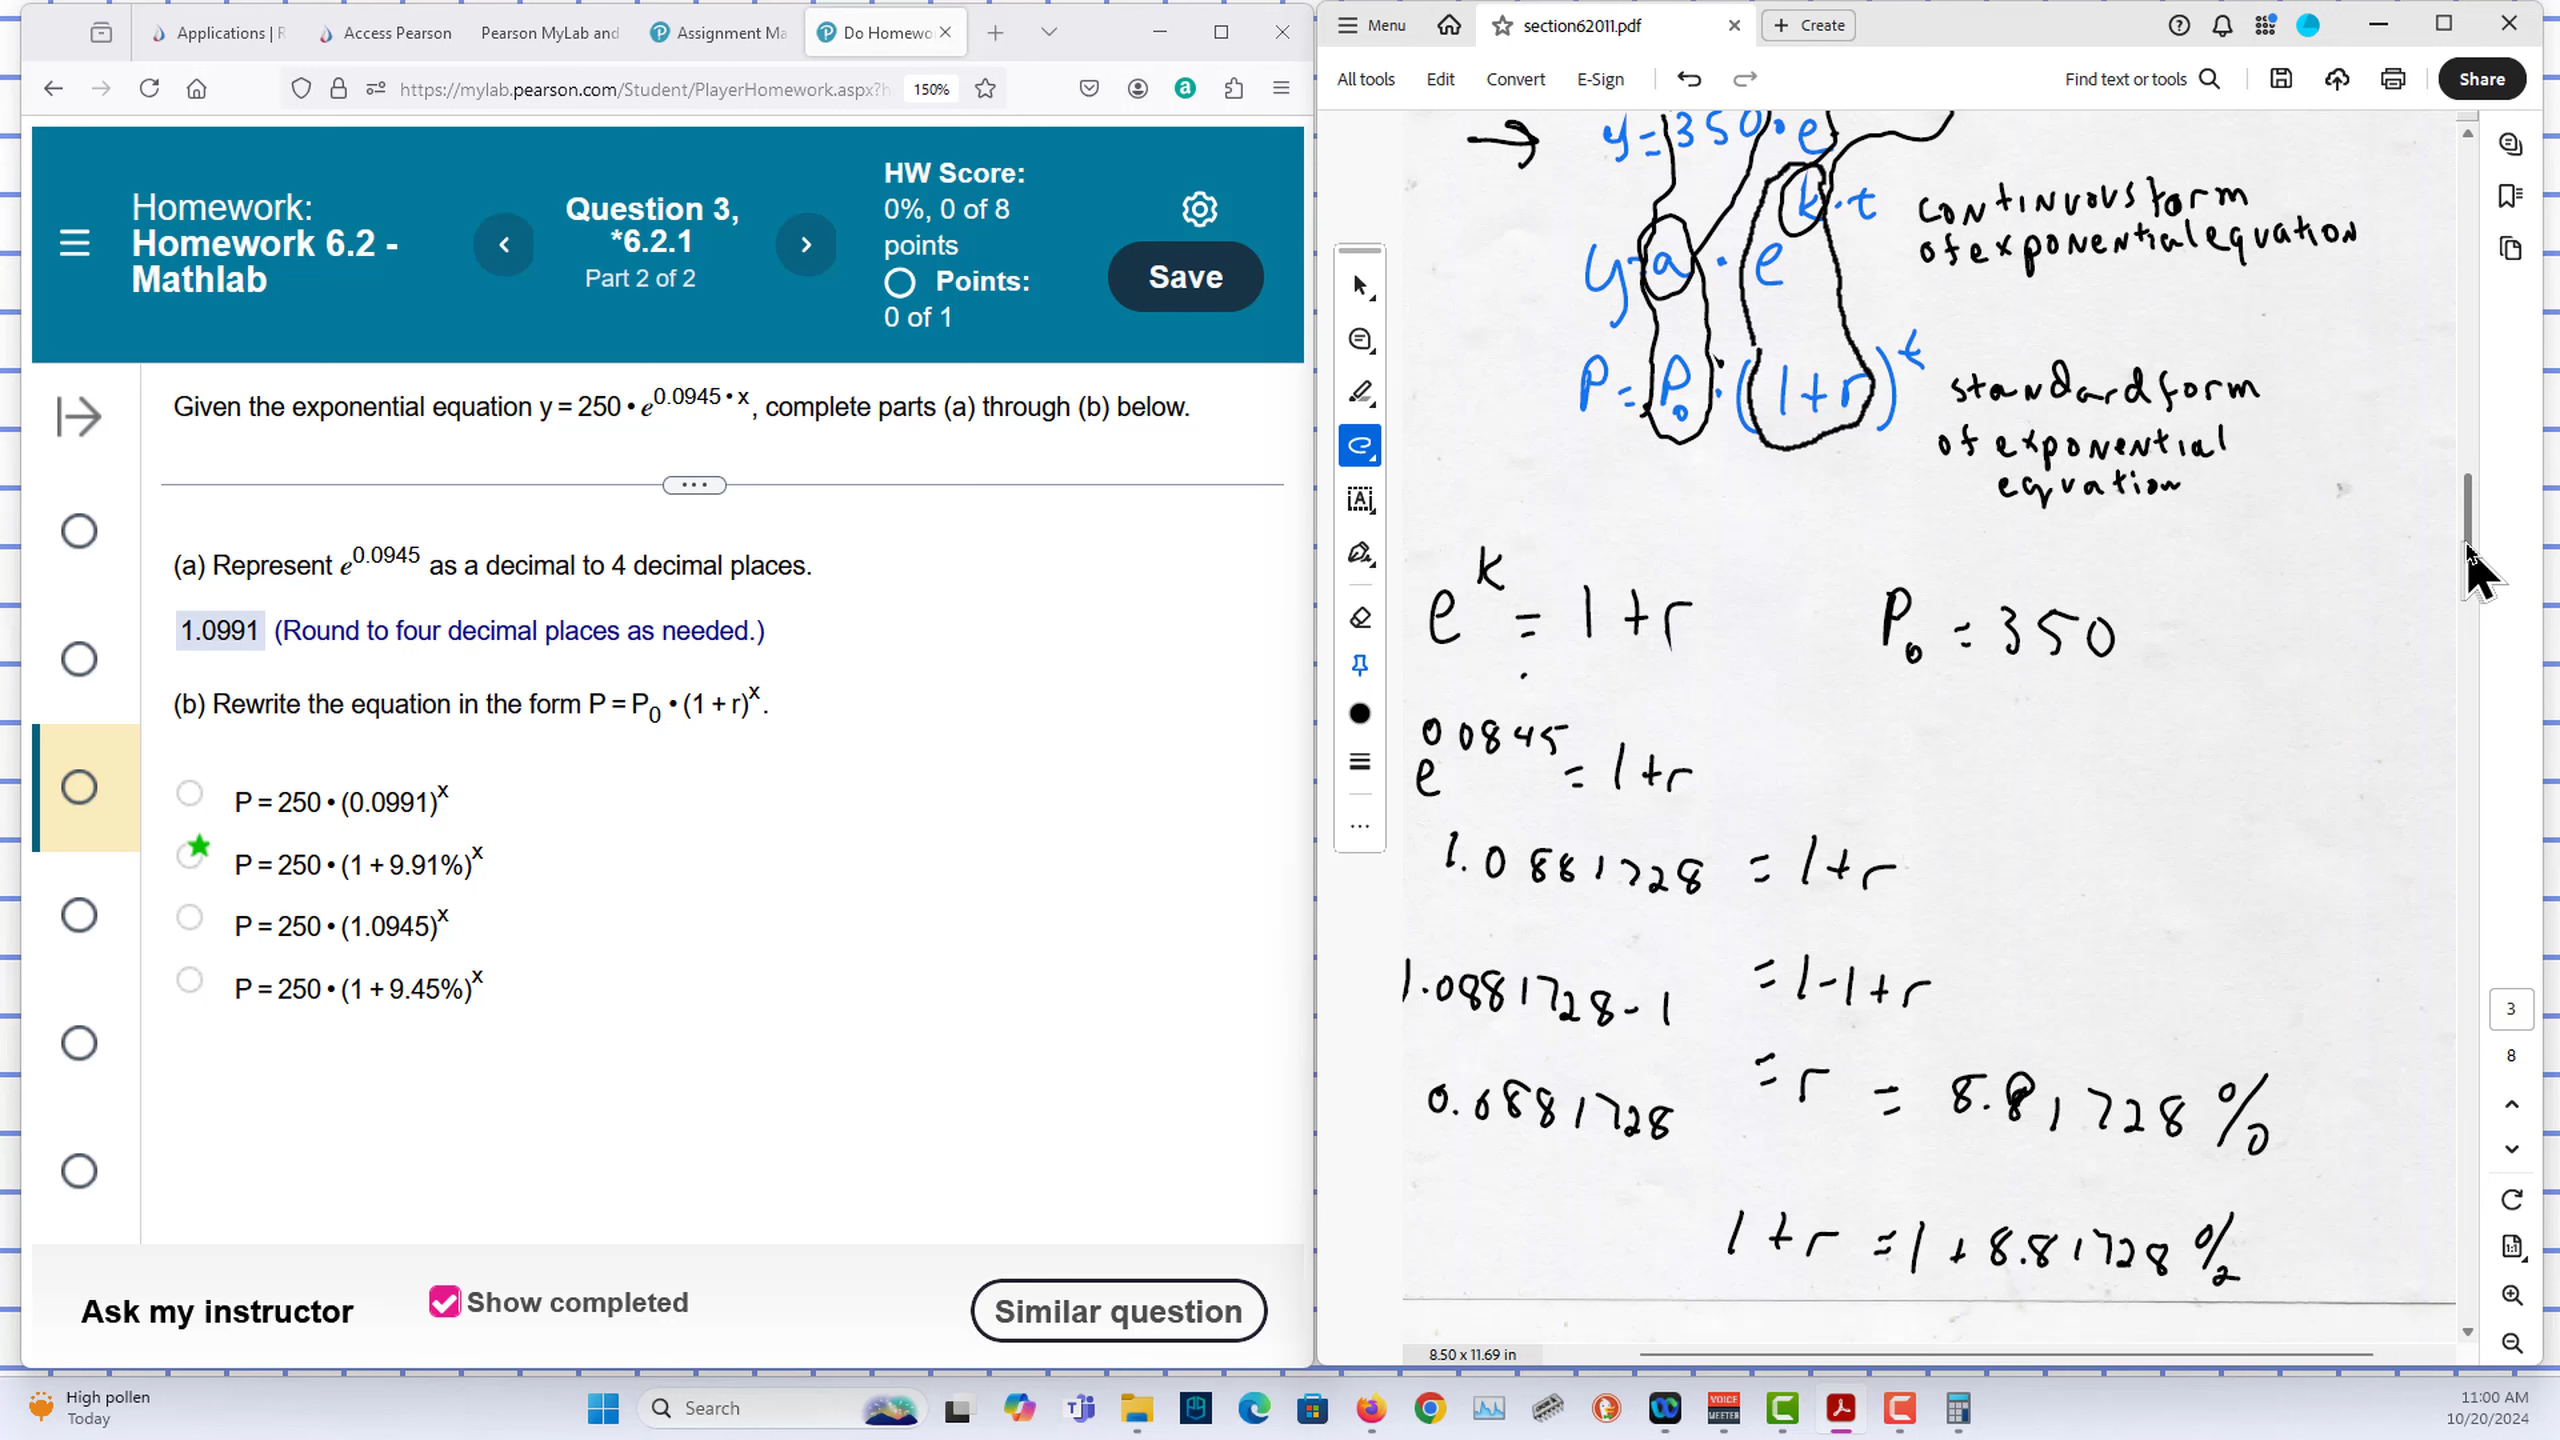 Applications | R
Access Pearson
Pearson MyLab and
Assignment Ma
Do Homewo
https://mylab.pearson.com/Student/PlayerHomework.aspx?h
150%
Homework:
Homework 6.2 -
Mathlab
Question 3,
*6.2.1
Part 2 of 2
HW Score:
0%, 0 of 8
points
Points:
0 of 1
Save
Given the exponential equation y = 250 • e^0.0945 • x, complete parts (a) through (b) below.
(a) Represent e^0.0945 as a decimal to 4 decimal places.
1.0991 (Round to four decimal places as needed.)
(b) Rewrite the equation in the form P = P₀ • (1 + r)^x.
P = 250 • (0.0991)^x
P = 250 • (1 + 9.91%)^x
P = 250 • (1.0945)^x
P = 250 • (1 + 9.45%)^x
Ask my instructor
Show completed
Similar question
Menu
section62011.pdf
Create
All tools
Edit
Convert
E-Sign
Find text or tools
Share
y = 350 • e
k • t
continuous form
of exponential equation
y = a • e
P = P₀ • (1 + r)^t
standard form
of exponential
equation
e^k = 1 + r
P₀ = 350
e^0.0845 = 1 + r
1.0881728 = 1 + r
1.0881728 - 1 = 1 - 1 + r
0.0881728 = r = 8.81728%
1 + r = 1 + 8.81728%
3
8
8.50 x 11.69 in
High pollen
Today
Search
VOICE
MEETER
11:00 AM
10/20/2024